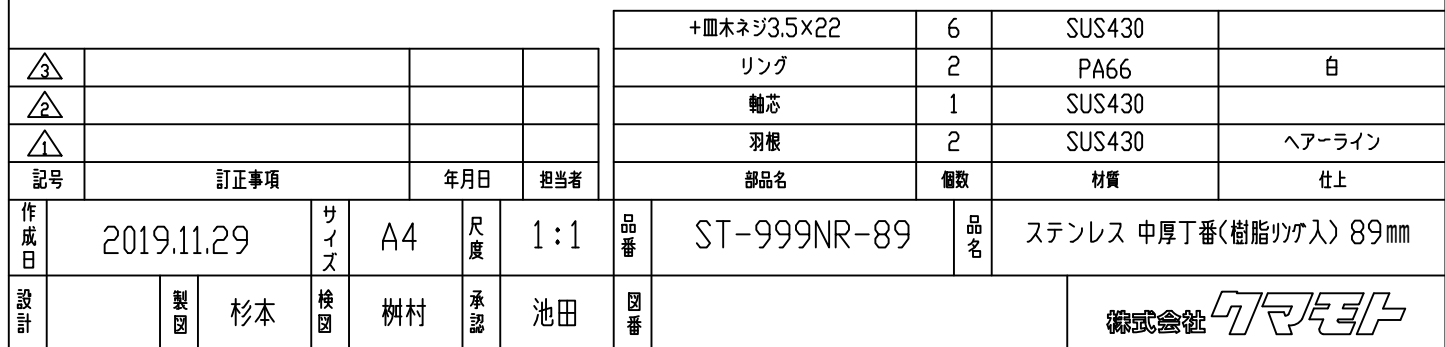 +皿木ネジ3.5×22 6 SUS430
3 リング 2 PA66 白
2 軸芯 1 SUS430
1 羽根 2 SUS430 ヘアーライン
記号 訂正事項 年月日 担当者 部品名 個数 材質 仕上
作成日 2019.11.29 サイズ A4 尺度 1:1 品番 ST-999NR-89 品名 ステンレス 中厚丁番(樹脂リング入) 89mm
設計 製図 杉本 検図 桝村 承認 池田 図番 株式会社クマモト